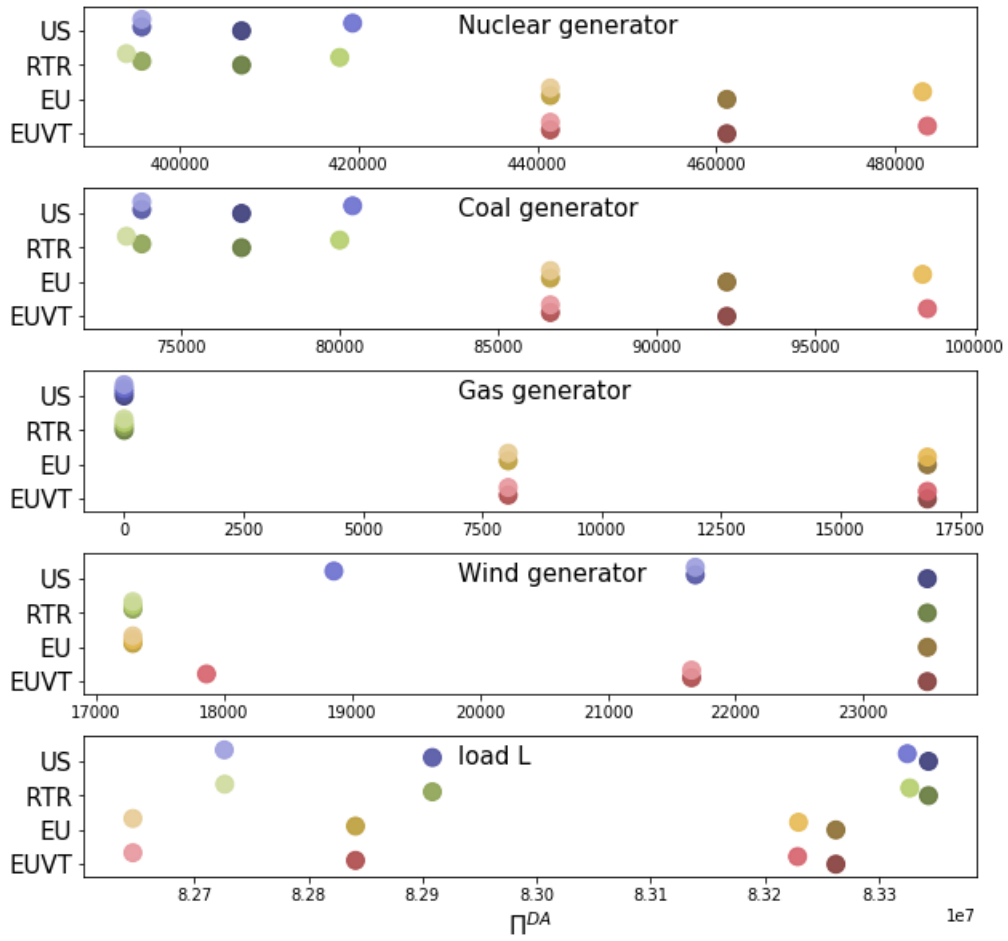 Nuclear generator
US
RTR
EU
EUVT
400000 420000 440000 460000 480000
Coal generator
US
RTR
EU
EUVT
75000 80000 85000 90000 95000 100000
Gas generator
US
RTR
EU
EUVT
0 2500 5000 7500 10000 12500 15000 17500
Wind generator
US
RTR
EU
EUVT
17000 18000 19000 20000 21000 22000 23000
load L
US
RTR
EU
EUVT
8.27 8.28 8.29 8.30 8.31 8.32 8.33
1e7
Π^{DA}